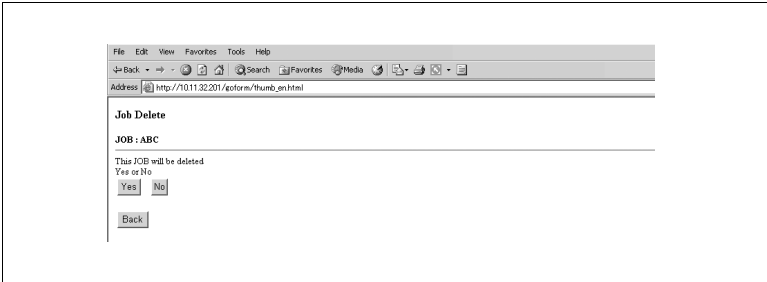 File Edit View Favorites Tools Help
Back Search Favorites Media
Address http://10.11.32.201/goform/thumb_en.html
Job Delete
JOB : ABC
This JOB will be deleted
Yes or No
Yes No
Back